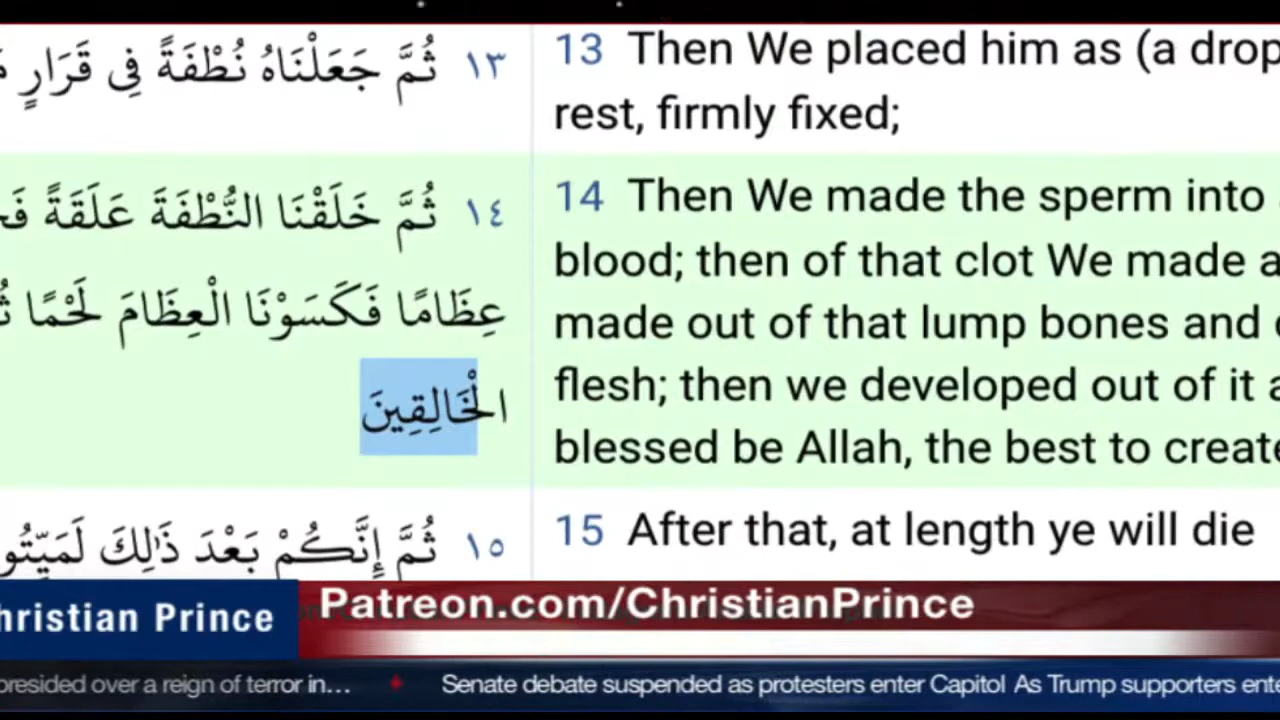 ١٣ ثُمَّ جَعَلْنَاهُ نُطْفَةً فِي قَرَارٍ
١٤ ثُمَّ خَلَقْنَا النُّطْفَةَ عَلَقَةً
عِظَامًا فَكَسَوْنَا الْعِظَامَ لَحْمًا
الْخَالِقِينَ
١٥ ثُمَّ إِنَّكُمْ بَعْدَ ذَٰلِكَ
13 Then We placed him as (a drop
rest, firmly fixed;
14 Then We made the sperm into
blood; then of that clot We made a
made out of that lump bones and
flesh; then we developed out of it a
blessed be Allah, the best to create
15 After that, at length ye will die
hristian Prince
Patreon.com/ChristianPrince
presided over a reign of terror in... Senate debate suspended as protesters enter Capitol As Trump supporters ente